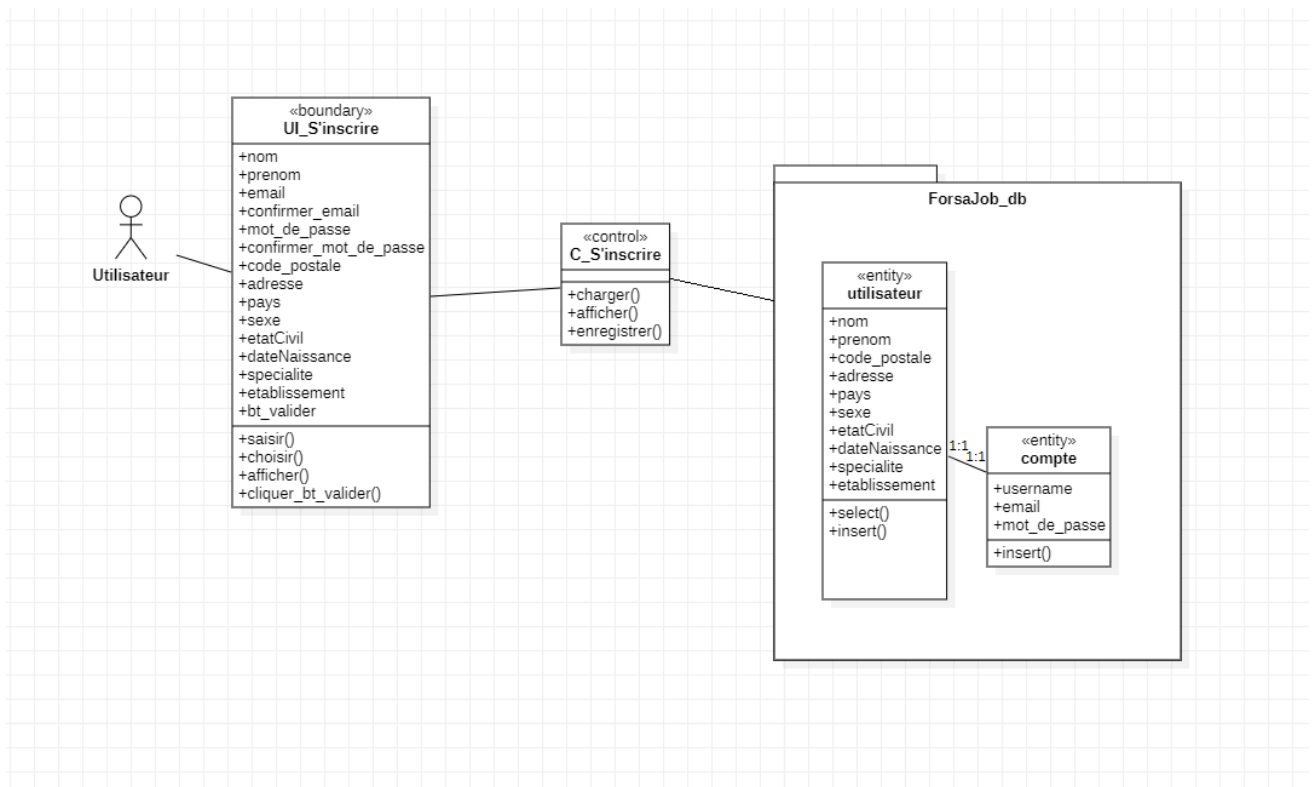 Utilisateur
«boundary»
UI_S'inscrire
+nom
+prenom
+email
+confirmer_email
+mot_de_passe
+confirmer_mot_de_passe
+code_postale
+adresse
+pays
+sexe
+etatCivil
+dateNaissance
+specialite
+etablissement
+bt_valider
+saisir()
+choisir()
+afficher()
+cliquer_bt_valider()
«control»
C_S'inscrire
+charger()
+afficher()
+enregistrer()
ForsaJob_db
«entity»
utilisateur
+nom
+prenom
+code_postale
+adresse
+pays
+sexe
+etatCivil
+dateNaissance
+specialite
+etablissement
+select()
+insert()
1:1
1:1
«entity»
compte
+username
+email
+mot_de_passe
+insert()